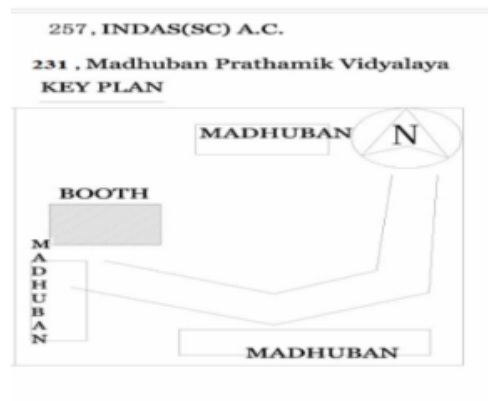 257, INDAS(SC) A.C.
231 , Madhuban Prathamik Vidyalaya
KEY PLAN
MADHUBAN
N
BOOTH
MADHUBAN
MADHUBAN